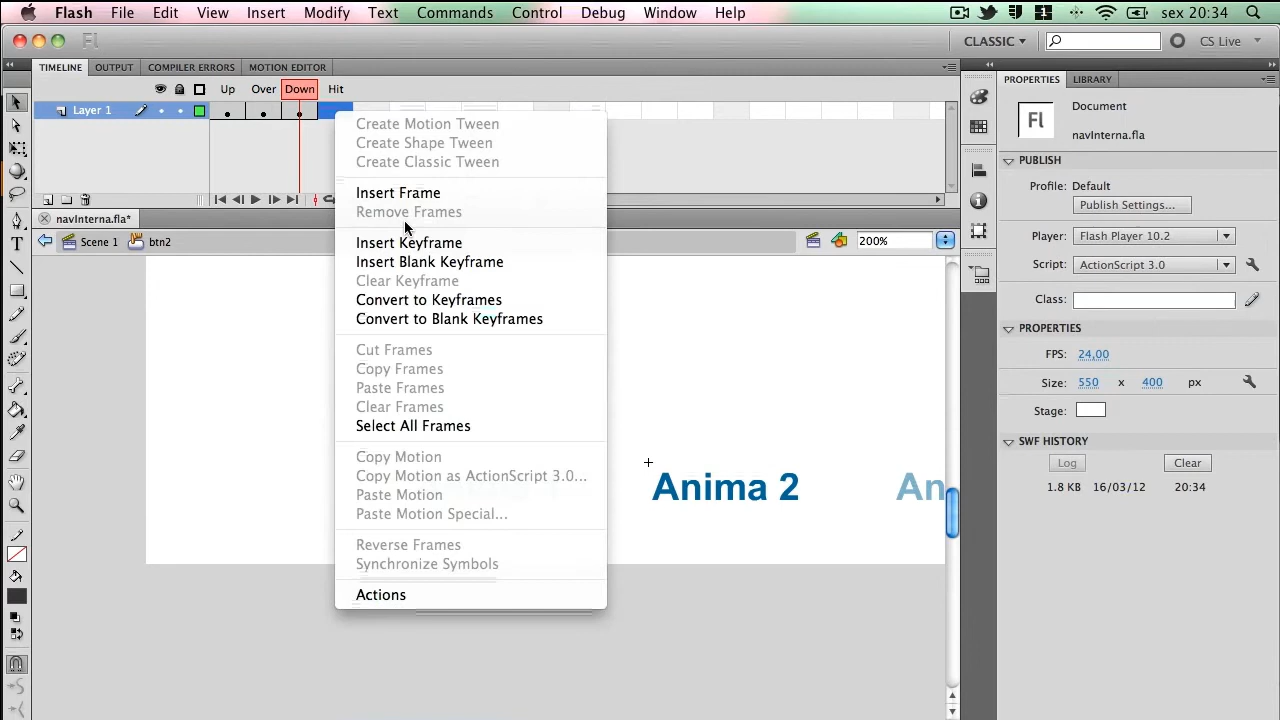 Flash File Edit View Insert Modify Text Commands Control Debug Window Help sex 20:34
Fl CLASSIC CS Live
TIMELINE OUTPUT COMPILER ERRORS MOTION EDITOR
Up Over Down Hit
Layer 1
Create Motion Tween
Create Shape Tween
Create Classic Tween
Insert Frame
Remove Frames
Insert Keyframe
Insert Blank Keyframe
Clear Keyframe
Convert to Keyframes
Convert to Blank Keyframes
Cut Frames
Copy Frames
Paste Frames
Clear Frames
Select All Frames
Copy Motion
Copy Motion as ActionScript 3.0...
Paste Motion
Paste Motion Special...
Reverse Frames
Synchronize Symbols
Actions
navInterna.fla*
Scene 1 btn2
200%
Anima 2 An
PROPERTIES LIBRARY
Fl
Document
navInterna.fla
PUBLISH
Profile: Default
Publish Settings...
Player: Flash Player 10.2
Script: ActionScript 3.0
Class:
PROPERTIES
FPS: 24,00
Size: 550 x 400 px
Stage:
SWF HISTORY
Log Clear
1.8 KB 16/03/12 20:34
T